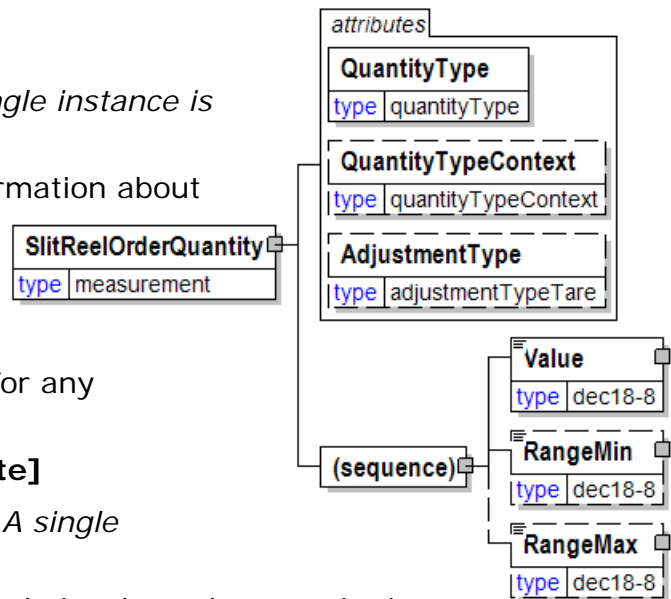 ngle instance is
rmation about
for any
te]
A single
attributes
QuantityType
type quantityType
QuantityTypeContext
type quantityTypeContext
AdjustmentType
type adjustmentTypeTare
SlitReelOrderQuantity
type measurement
(sequence)
Value
type dec18-8
RangeMin
type dec18-8
RangeMax
type dec18-8